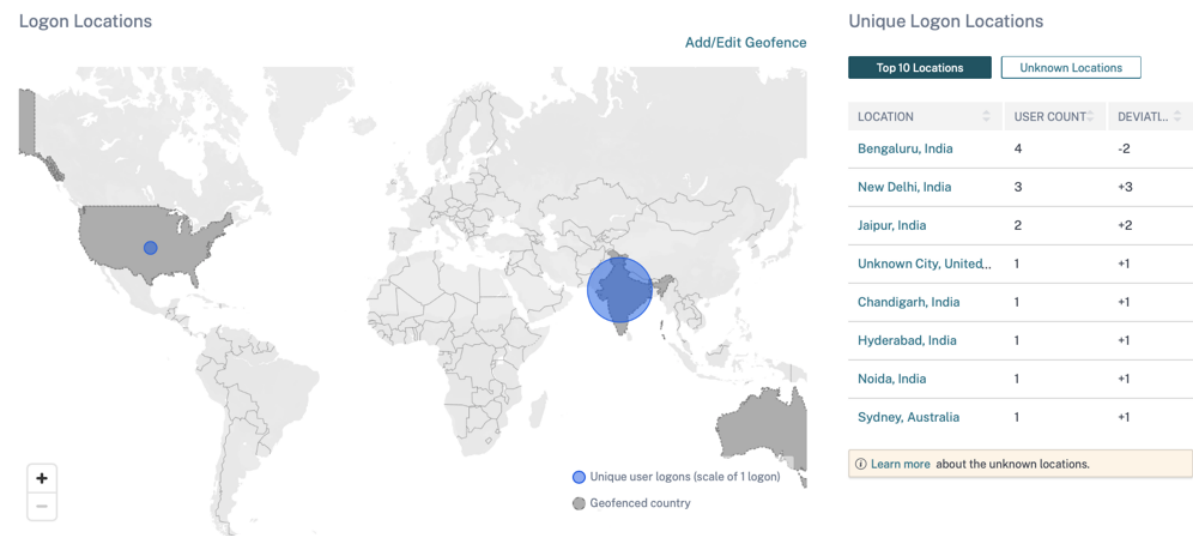 Logon Locations
Add/Edit Geofence
Unique user logons (scale of 1 logon)
Geofenced country
+
−
Unique Logon Locations
Top 10 Locations Unknown Locations
LOCATION USER COUNT DEVIATI...
Bengaluru, India 4 -2
New Delhi, India 3 +3
Jaipur, India 2 +2
Unknown City, United... 1 +1
Chandigarh, India 1 +1
Hyderabad, India 1 +1
Noida, India 1 +1
Sydney, Australia 1 +1
Learn more about the unknown locations.